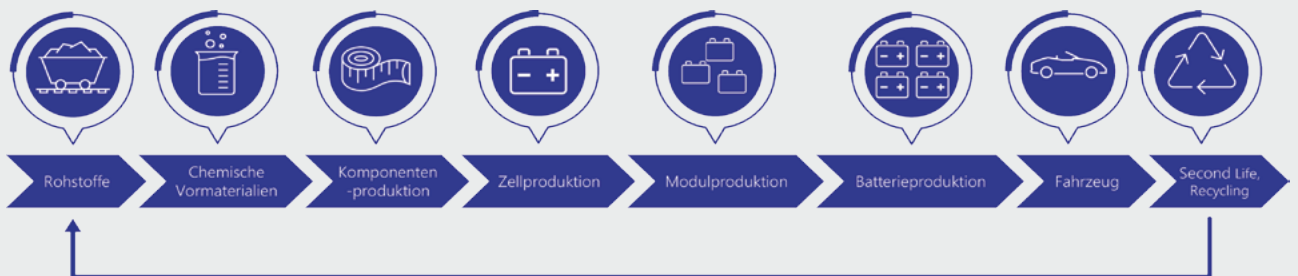 Rohstoffe
Chemische
Vormaterialien
Komponenten
-produktion
Zellproduktion
Modulproduktion
Batterieproduktion
Fahrzeug
Second Life,
Recycling